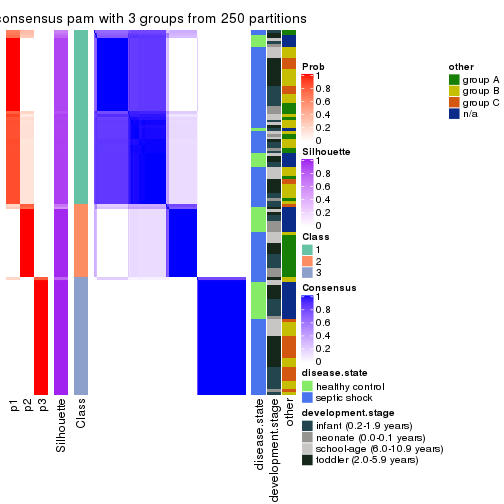 consensus pam with 3 groups from 250 partitions
Prob
1
0.8
0.6
0.4
0.2
0
Silhouette
1
0.8
0.6
0.4
0.2
0
Class
1
2
3
Consensus
1
0.8
0.6
0.4
0.2
0
disease.state
healthy control
septic shock
development.stage
infant (0.2-1.9 years)
neonate (0.0-0.1 years)
school-age (6.0-10.9 years)
toddler (2.0-5.9 years)
other
group A
group B
group C
n/a
p1
p2
p3
Silhouette
Class
disease.state
development.stage
other